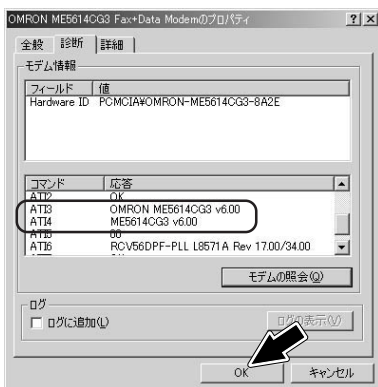 OMRON ME5614CG3 Fax+Data Modemのプロパティ
全般 診断 詳細
モデム情報
フィールド 値
Hardware ID PCMCIA¥OMRON-ME5614CG3-8A2E
コマンド 応答
ATI2 OK
ATI3 OMRON ME5614CG3 v6.00
ATI4 ME5614CG3 v6.00
ATI5 00
ATI6 RCV56DPF-PLL L8571A Rev 17.00/34.00
モデムの照会(Q)
ログ
ログに追加(L)
ログの表示(V)
OK キャンセル